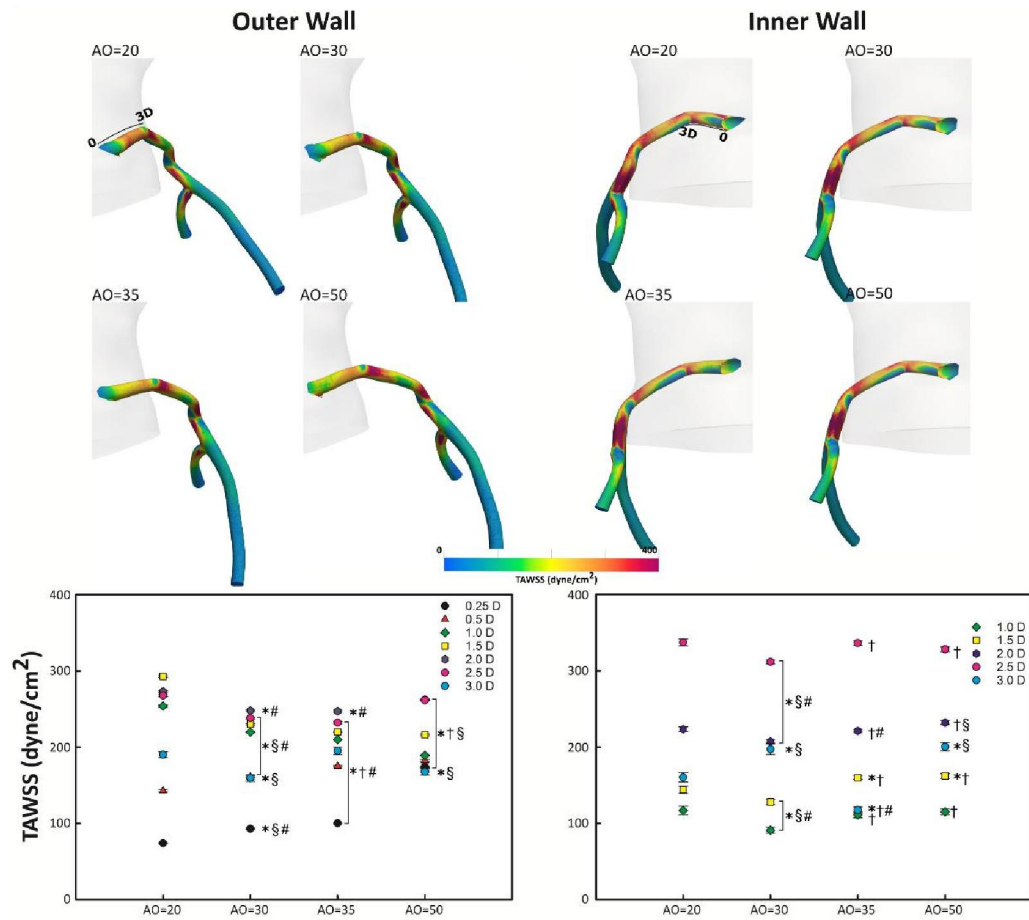 Outer Wall
Inner Wall
AO=20
AO=30
AO=20
AO=30
0
3D
3D
0
AO=35
AO=50
AO=35
AO=50
0
400
TAWSS (dyne/cm²)
TAWSS (dyne/cm²)
400
300
200
100
0
0.25 D
0.5 D
1.0 D
1.5 D
2.0 D
2.5 D
3.0 D
*#
*§#
*§
*§#
*#
*†#
*†§
*§
AO=20
AO=30
AO=35
AO=50
400
300
200
100
0
1.0 D
1.5 D
2.0 D
2.5 D
3.0 D
*§#
*§
*§#
†
†#
*†
*†#
†
†
†§
*§
*†
†
AO=20
AO=30
AO=35
AO=50